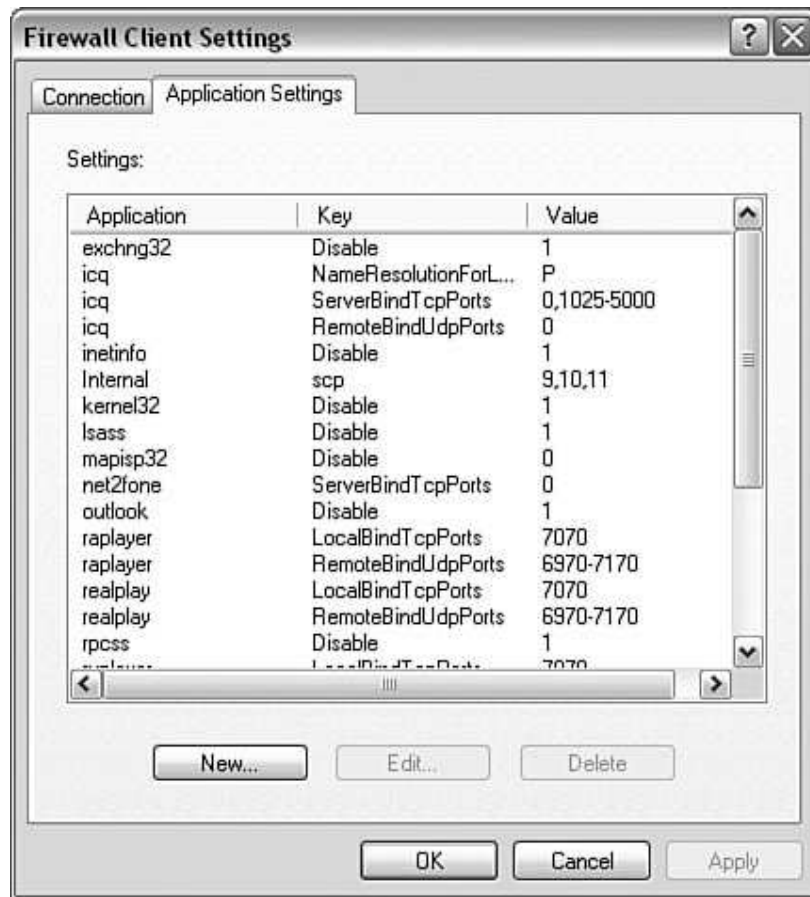 Firewall Client Settings
Connection Application Settings
Settings:
Application Key Value
exchng32 Disable 1
icq NameResolutionForL... P
icq ServerBindTcpPorts 0,1025-5000
icq RemoteBindUdpPorts 0
inetinfo Disable 1
Internal scp 9,10,11
kernel32 Disable 1
lsass Disable 1
mapisp32 Disable 0
net2fone ServerBindTcpPorts 0
outlook Disable 1
raplayer LocalBindTcpPorts 7070
raplayer RemoteBindUdpPorts 6970-7170
realplay LocalBindTcpPorts 7070
realplay RemoteBindUdpPorts 6970-7170
rpcss Disable 1
LocalBindTcpPorts 7070
New... Edit... Delete
OK Cancel Apply